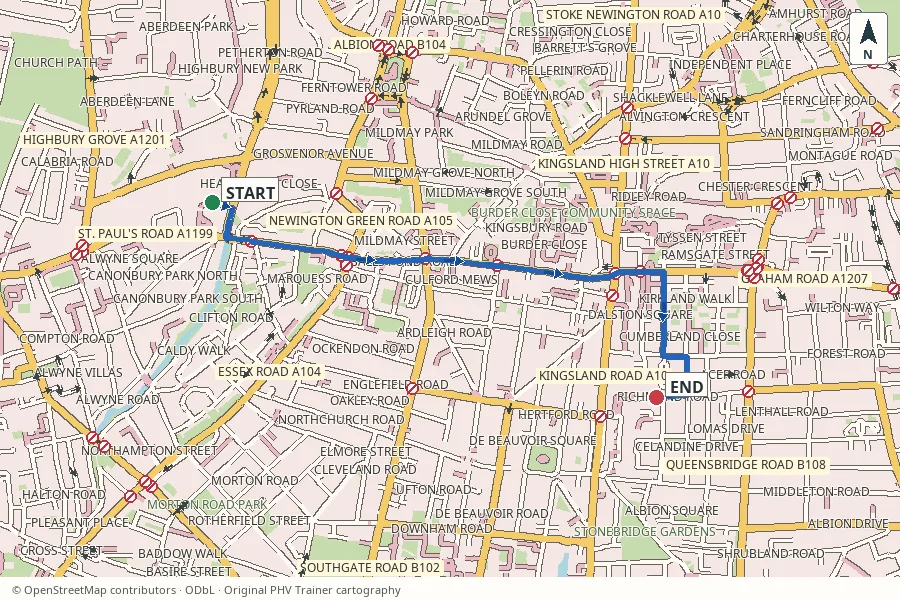 HOWARD ROAD
STOKE NEWINGTON ROAD A10
AMHURST ROAD
ABERDEEN PARK
CRESSINGTON CLOSE
CHARTERHOUSE ROAD
ALBION ROAD B104
BARRETT'S GROVE
N
PETHERTON ROAD
CHURCH PATH
HIGHBURY NEW PARK
PELLERIN ROAD
INDEPENDENT PLACE
FERNTOWER ROAD
BOLEYN ROAD
SHACKLEWELL LANE
ABERDEEN LANE
PYRLAND ROAD
FERNCLIFF ROAD
ARUNDEL GROVE
ALVINGTON CRESCENT
MILDMAY PARK
SANDRINGHAM ROAD
HIGHBURY GROVE A1201
MILDMAY ROAD
GROSVENOR AVENUE
MONTAGUE ROAD
CALABRIA ROAD
KINGSLAND HIGH STREET A10
MILDMAY GROVE NORTH
HEA
CLOSE
START
CHESTER CRESCENT
MILDMAY GROVE SOUTH
RIDLEY ROAD
BURDER CLOSE COMMUNITY SPACE
NEWINGTON GREEN ROAD A105
KINGSBURY ROAD
ST. PAUL'S ROAD A1199
MILDMAY STREET
TYSSEN STREET
BURDER CLOSE
RAMSGATE STREET
ALWYNE SQUARE
CANONBURY PARK NORTH
MARQUESS ROAD
CULFORD MEWS
AHAM ROAD A1207
CANONBURY PARK SOUTH
KIRKLAND WALK
WILTON WAY
CLIFTON ROAD
DALSTON SQUARE
COMPTON ROAD
ARDLEIGH ROAD
CUMBERLAND CLOSE
CALDY WALK
OCKENDON ROAD
FOREST ROAD
ALWYNE VILLAS
ESSEX ROAD A104
KINGSLAND ROAD A10
CER ROAD
ENGLEFIELD ROAD
END
ALWYNE ROAD
OAKLEY ROAD
RICH
ROAD
NORTHCHURCH ROAD
HERTFORD ROAD
LENTHALL ROAD
LOMAS DRIVE
DE BEAUVOIR SQUARE
CELANDINE DRIVE
NORTHAMPTON STREET
ELMORE STREET
CLEVELAND ROAD
QUEENSBRIDGE ROAD B108
MORTON ROAD
HALTON ROAD
UFTON ROAD
MIDDLETON ROAD
MORTON ROAD PARK
DE BEAUVOIR ROAD
ALBION SQUARE
PLEASANT PLACE
ROTHERFIELD STREET
DOWNHAM ROAD
STONEBRIDGE GARDENS
ALBION DRIVE
CROSS STREET
BADDOW WALK
SHRUBLAND ROAD
BASIRE STREET
SOUTHGATE ROAD B102
© OpenStreetMap contributors · ODbL · Original PHV Trainer cartography